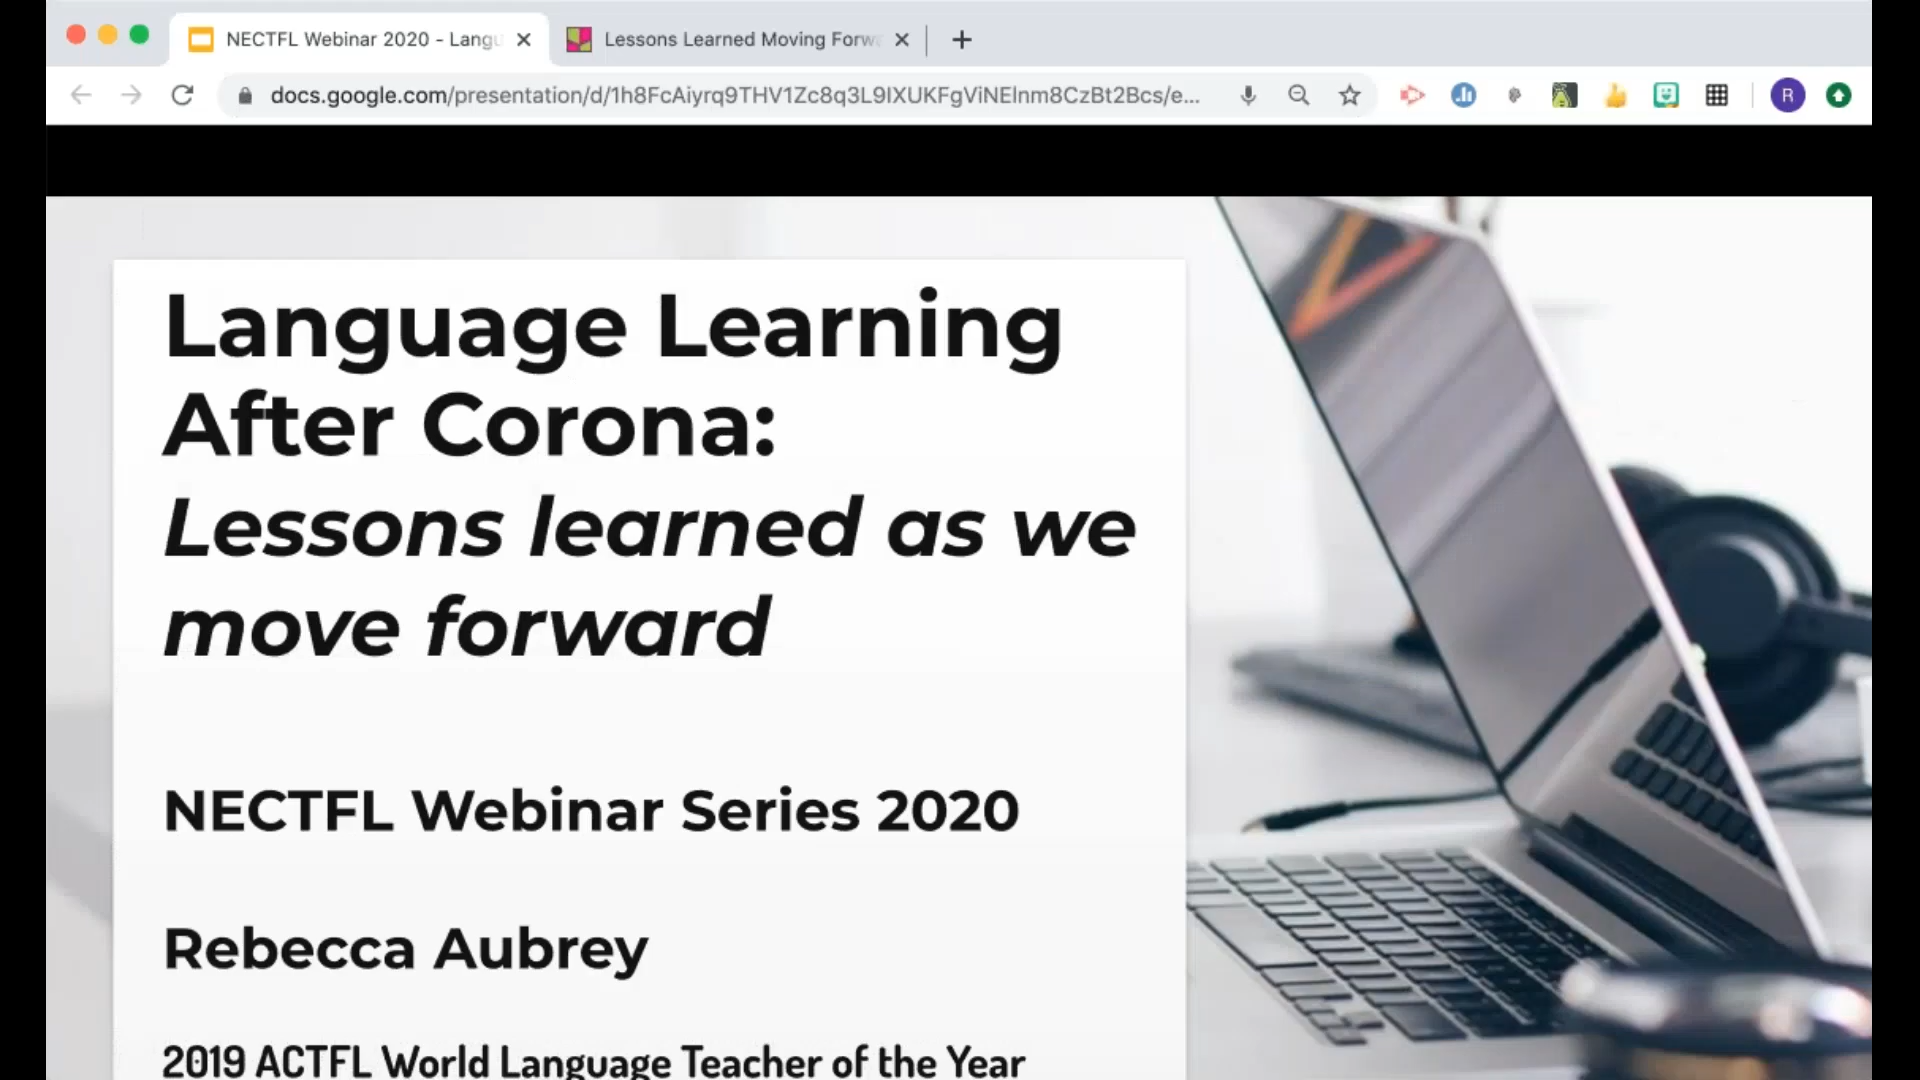 NECTFL Webinar 2020 - Langu
Lessons Learned Moving Forw
docs.google.com/presentation/d/1h8FcAiyrq9THV1Zc8q3L9IXUKFgViNElnm8CzBt2Bcs/e...
R
Language Learning
After Corona:
Lessons learned as we
move forward
NECTFL Webinar Series 2020
Rebecca Aubrey
2019 ACTFL World Language Teacher of the Year